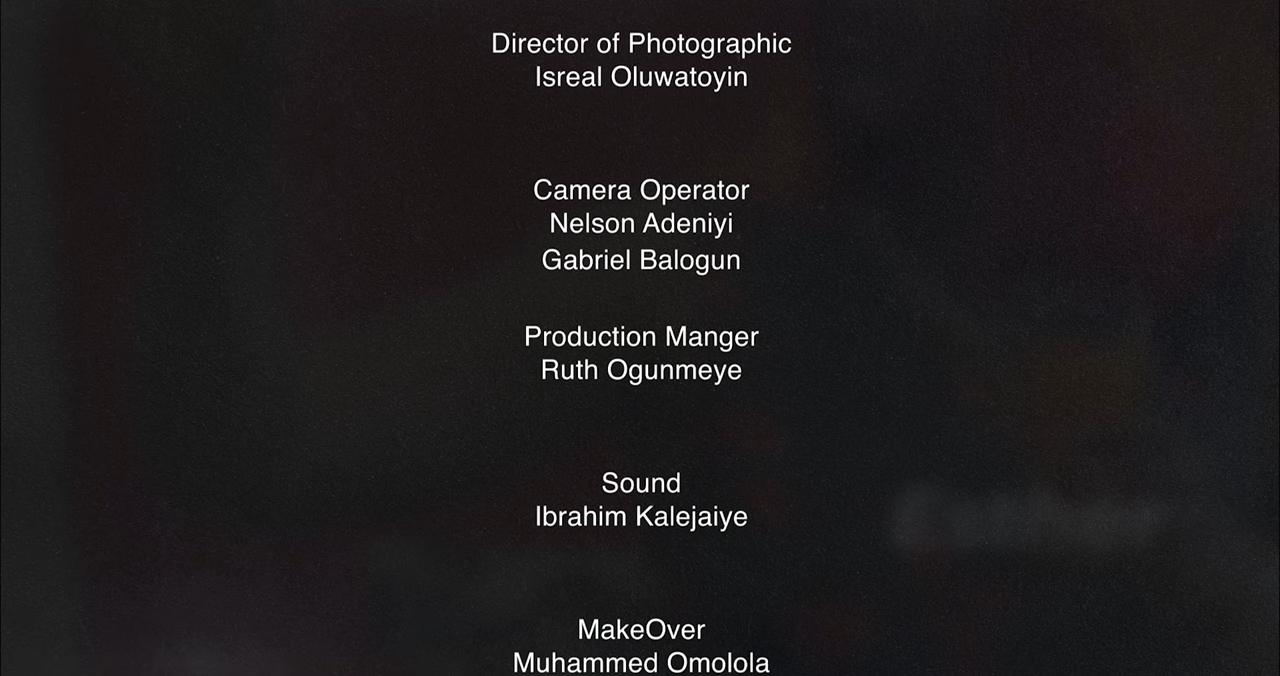 Director of Photographic
Isreal Oluwatoyin
Camera Operator
Nelson Adeniyi
Gabriel Balogun
Production Manger
Ruth Ogunmeye
Sound
Ibrahim Kalejaiye
MakeOver
Muhammed Omolola